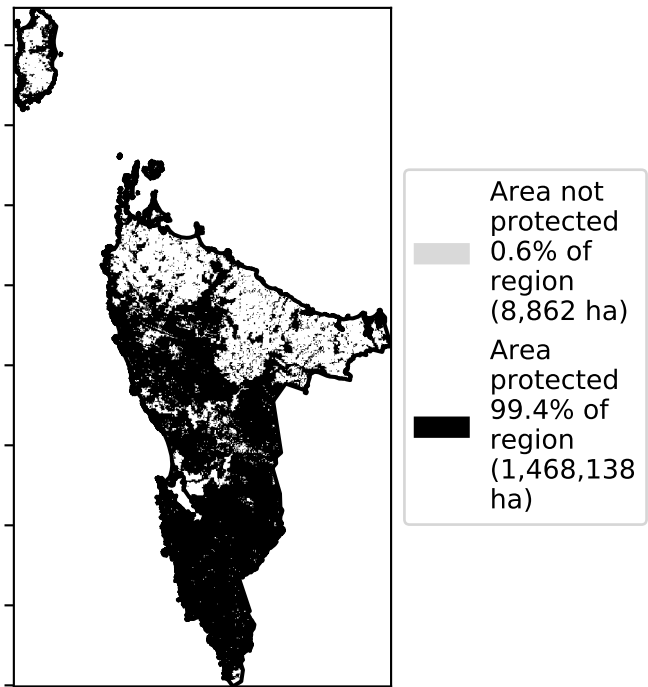 Area not
protected
0.6% of
region
(8,862 ha)
Area
protected
99.4% of
region
(1,468,138
ha)